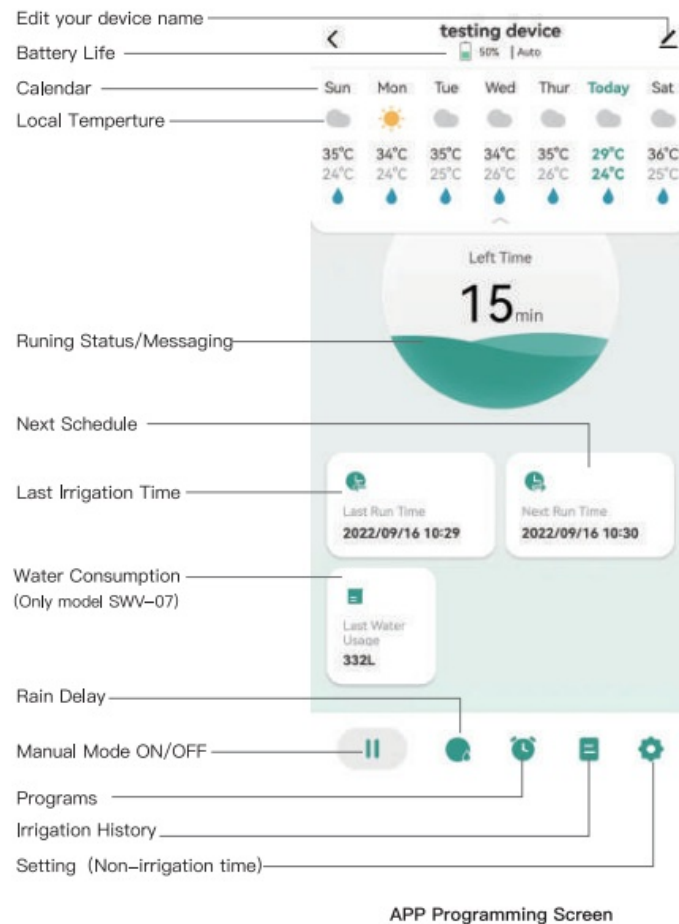 Edit your device name
testing device
Battery Life
50% | Auto
Calendar
Sun Mon Tue Wed Thur Today Sat
Local Temperture
35°C 34°C 35°C 34°C 35°C 29°C 36°C
24°C 24°C 25°C 26°C 26°C 24°C 25°C
Left Time
15min
Runing Status/Messaging
Next Schedule
Last Irrigation Time
Last Run Time
2022/09/16 10:29
Next Run Time
2022/09/16 10:30
Water Consumption
(Only model SWV-07)
Last Water
Usage
332L
Rain Delay
Manual Mode ON/OFF
Programs
Irrigation History
Setting (Non-irrigation time)
APP Programming Screen